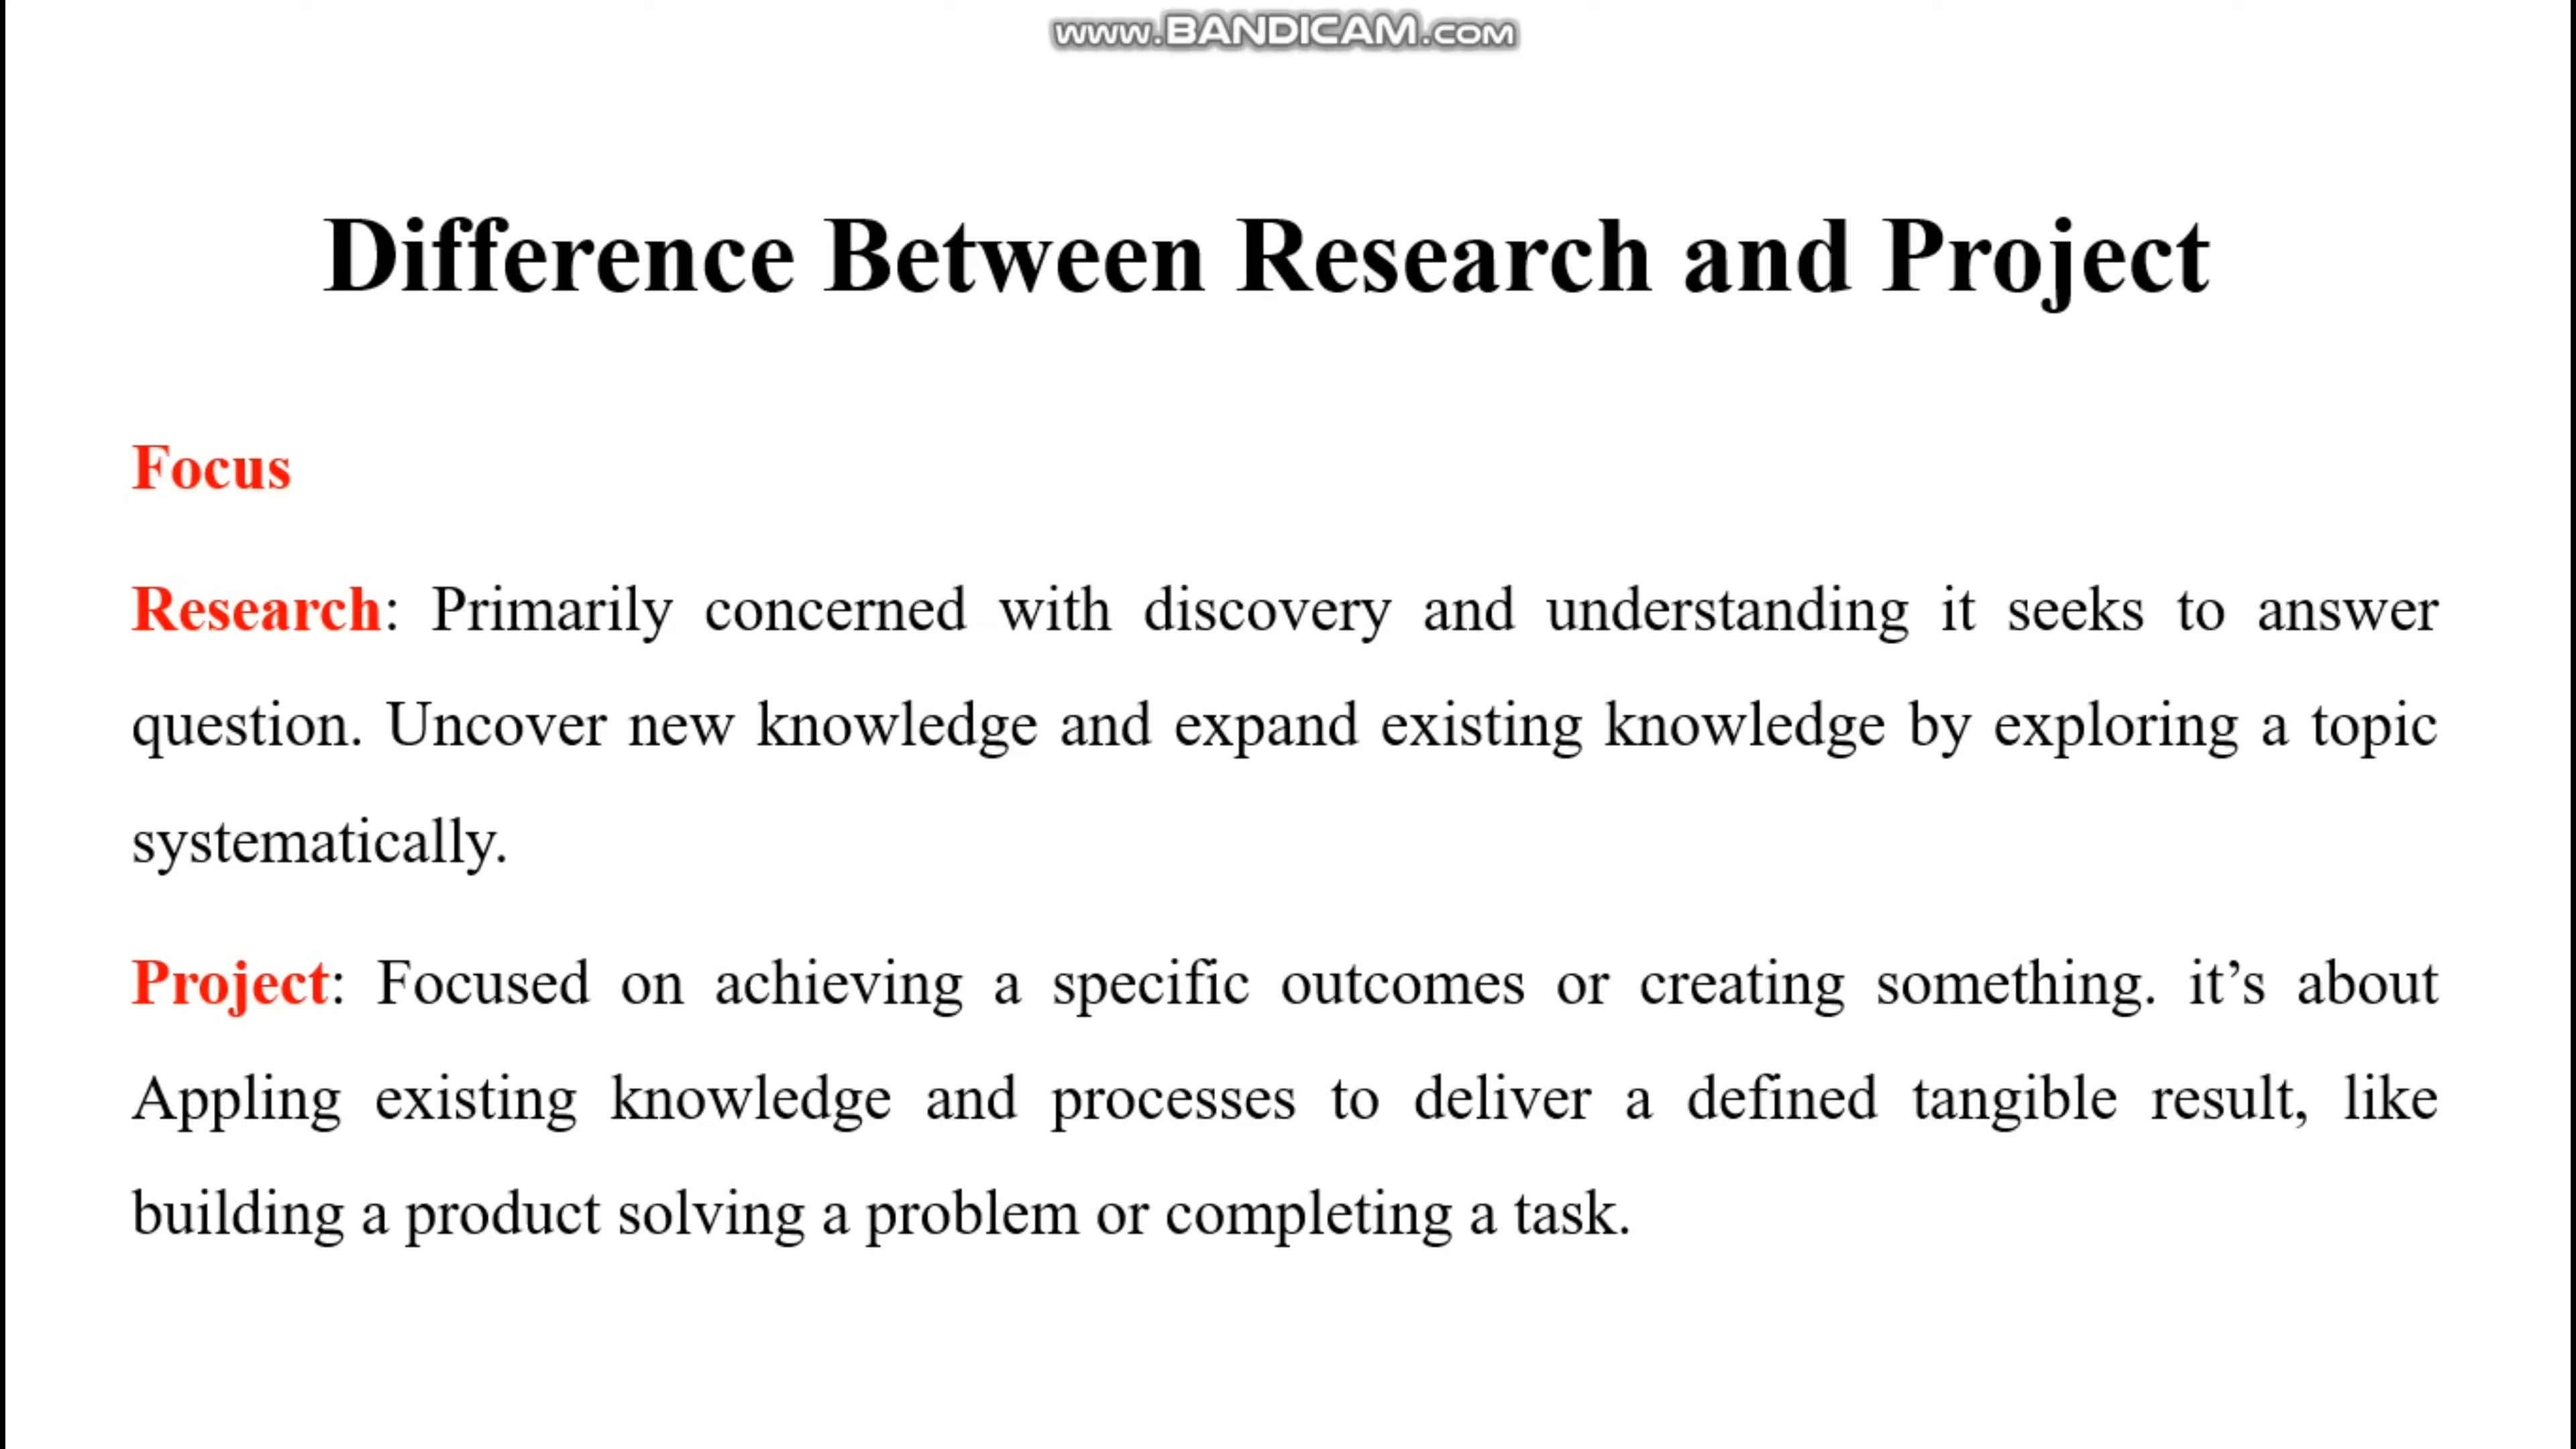 www.BANDICAM.com
Difference Between Research and Project
Focus
Research: Primarily concerned with discovery and understanding it seeks to answer
question. Uncover new knowledge and expand existing knowledge by exploring a topic
systematically.
Project: Focused on achieving a specific outcomes or creating something. it’s about
Appling existing knowledge and processes to deliver a defined tangible result, like
building a product solving a problem or completing a task.